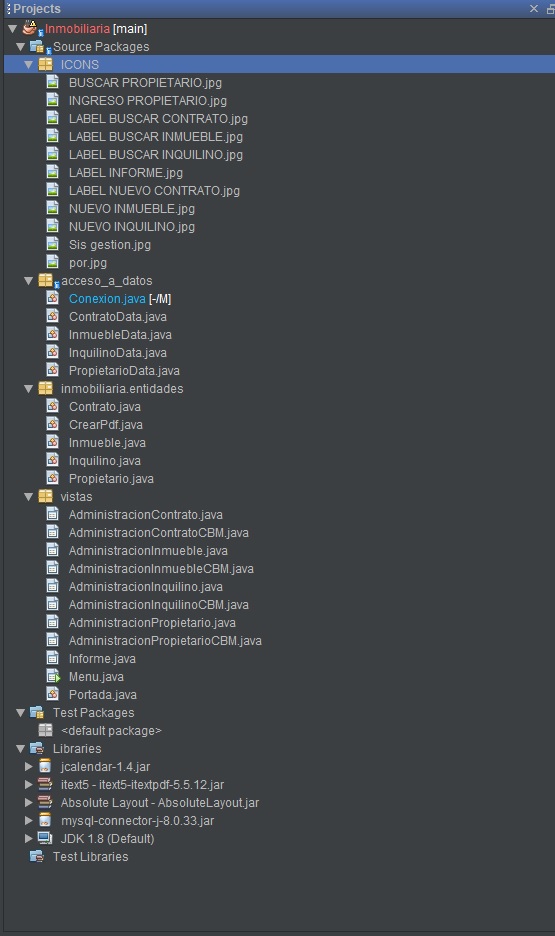 Projects
Inmobiliaria [main]
Source Packages
ICONS
BUSCAR PROPIETARIO.jpg
INGRESO PROPIETARIO.jpg
LABEL BUSCAR CONTRATO.jpg
LABEL BUSCAR INMUEBLE.jpg
LABEL BUSCAR INQUILINO.jpg
LABEL INFORME.jpg
LABEL NUEVO CONTRATO.jpg
NUEVO INMUEBLE.jpg
NUEVO INQUILINO.jpg
Sis gestion.jpg
por.jpg
acceso_a_datos
Conexion.java [-/M]
ContratoData.java
InmuebleData.java
InquilinoData.java
PropietarioData.java
inmobiliaria.entidades
Contrato.java
CrearPdf.java
Inmueble.java
Inquilino.java
Propietario.java
vistas
AdministracionContrato.java
AdministracionContratoCBM.java
AdministracionInmueble.java
AdministracionInmuebleCBM.java
AdministracionInquilino.java
AdministracionInquilinoCBM.java
AdministracionPropietario.java
AdministracionPropietarioCBM.java
Informe.java
Menu.java
Portada.java
Test Packages
<default package>
Libraries
jcalendar-1.4.jar
itext5 - itext5-itextpdf-5.5.12.jar
Absolute Layout - AbsoluteLayout.jar
mysql-connector-j-8.0.33.jar
JDK 1.8 (Default)
Test Libraries